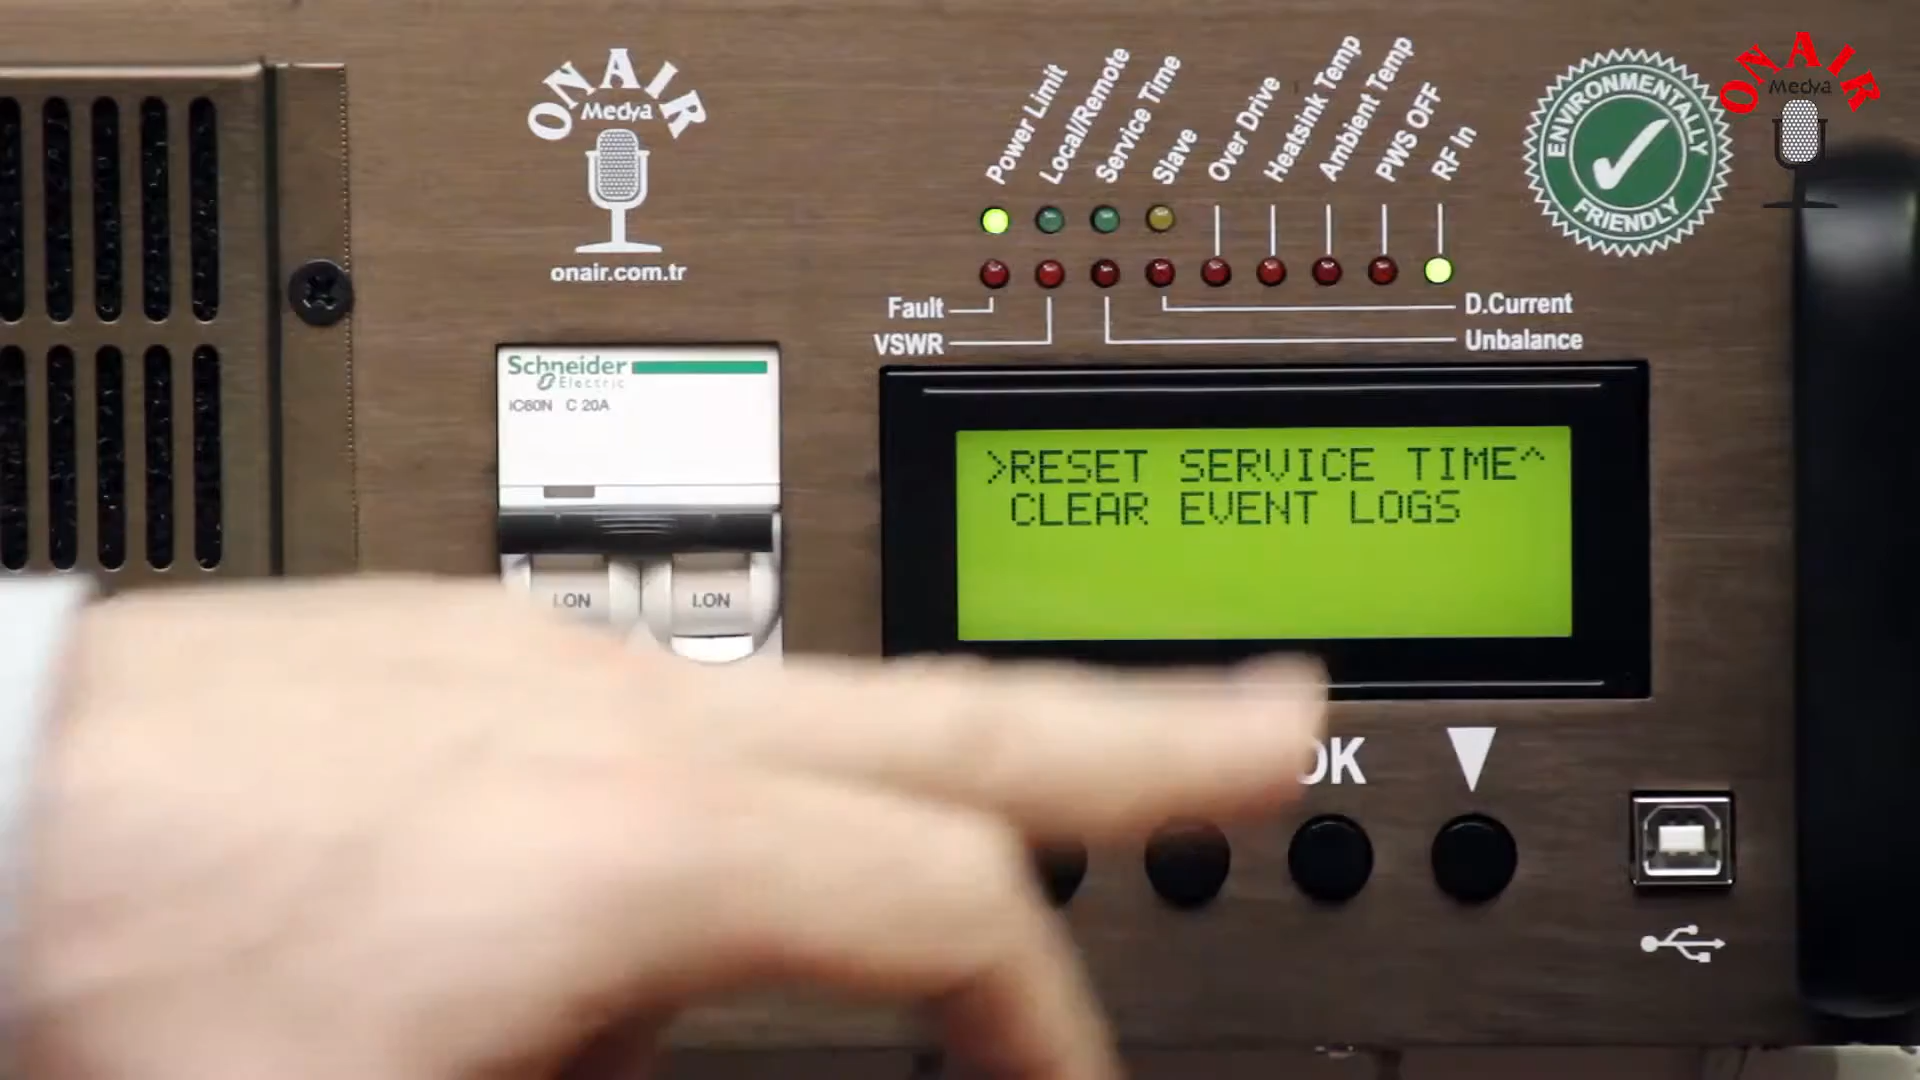 ONAIR
Medya
onair.com.tr
Power Limit
Local/Remote
Service Time
Slave
Over Drive
Heatsink Temp
Ambient Temp
PWS OFF
RF In
ENVIRONMENTALLY
FRIENDLY
ONAIR
Medya
Fault
D.Current
VSWR
Unbalance
Schneider
Electric
iC60N C 20A
>RESET SERVICE TIME^
CLEAR EVENT LOGS
I.ON
I.ON
OK